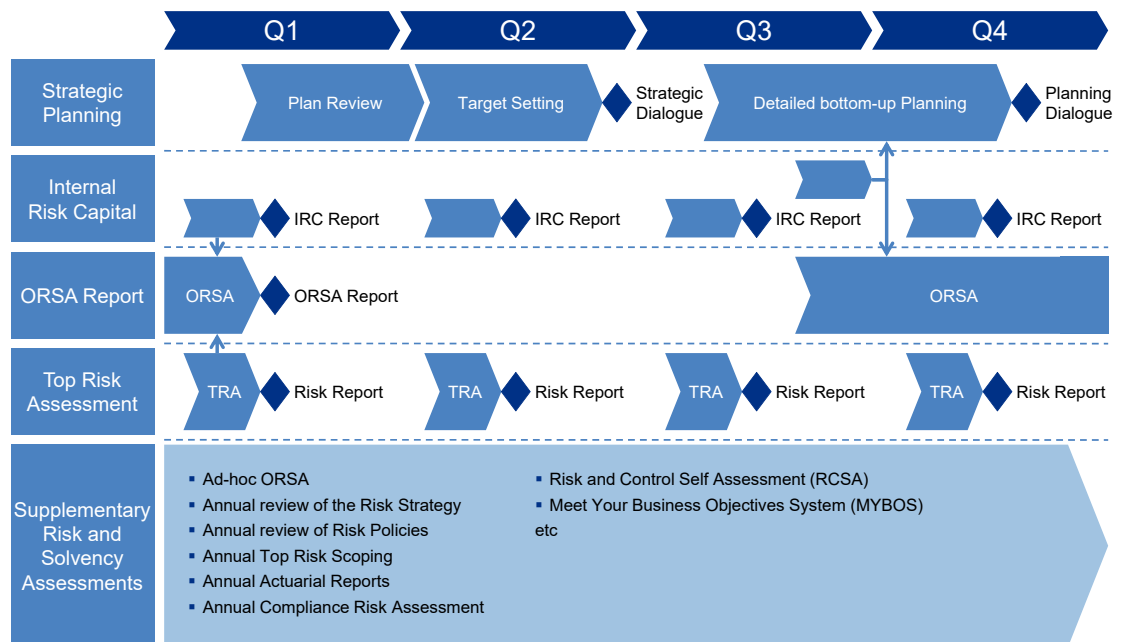 Q1
Q2
Q3
Q4
Strategic
Planning
Plan Review
Target Setting
Strategic
Dialogue
Detailed bottom-up Planning
Planning
Dialogue
Internal
Risk Capital
IRC Report
IRC Report
IRC Report
IRC Report
ORSA Report
ORSA
ORSA Report
ORSA
Top Risk
Assessment
TRA
Risk Report
TRA
Risk Report
TRA
Risk Report
TRA
Risk Report
Supplementary
Risk and
Solvency
Assessments
▪ Ad-hoc ORSA
▪ Annual review of the Risk Strategy
▪ Annual review of Risk Policies
▪ Annual Top Risk Scoping
▪ Annual Actuarial Reports
▪ Annual Compliance Risk Assessment
▪ Risk and Control Self Assessment (RCSA)
▪ Meet Your Business Objectives System (MYBOS)
etc